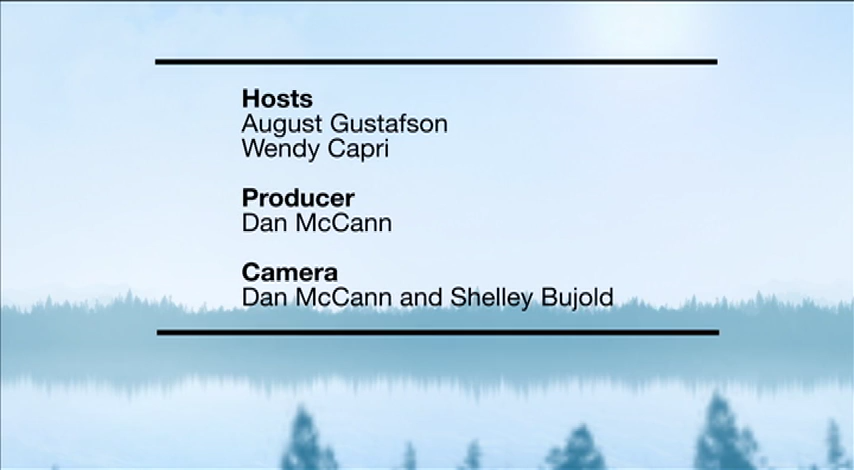 Hosts
August Gustafson
Wendy Capri
Producer
Dan McCann
Camera
Dan McCann and Shelley Bujold